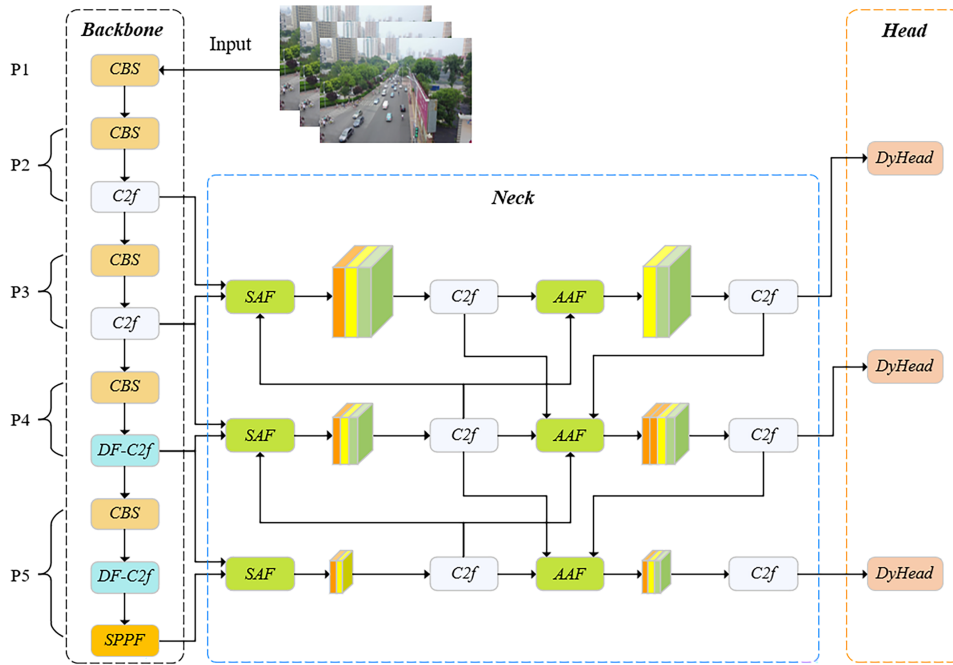 Backbone
Input
Head
P1
CBS
CBS
P2
DyHead
C2f
Neck
CBS
P3
SAF
C2f
AAF
C2f
C2f
DyHead
CBS
P4
SAF
C2f
AAF
C2f
DF-C2f
CBS
P5
DF-C2f
SAF
C2f
AAF
C2f
DyHead
SPPF